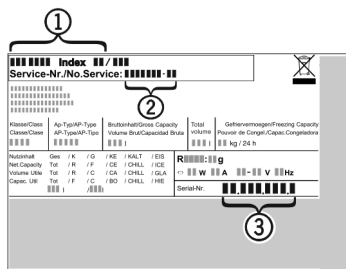 1
Index /
Service-Nr./No.Service: -
2
Klasse/Class
Classe/Classe
Ap-Typ/AP-Type
AP-Type/AP-Tipo
Bruttoinhalt/Gross Capacity
Volume Brut/Capacidad Bruta
Total
volume
Gefriervermoegen/Freezing Capacity
Pouvoir de Congel./Capac.Congeladora
l
l
kg / 24 h
Nutzinhalt Ges / K / G / KE / KALT / EIS
Net Capacity Tot / R / F / CE / CHILL / ICE
Volume Utile Tot / R / C / CA / CHILL / GLA
Capac. Util Tot / F / C / BO / CHILL / HIE
l / l
R : g
W A - V Hz
Serial-Nr. . . .
3